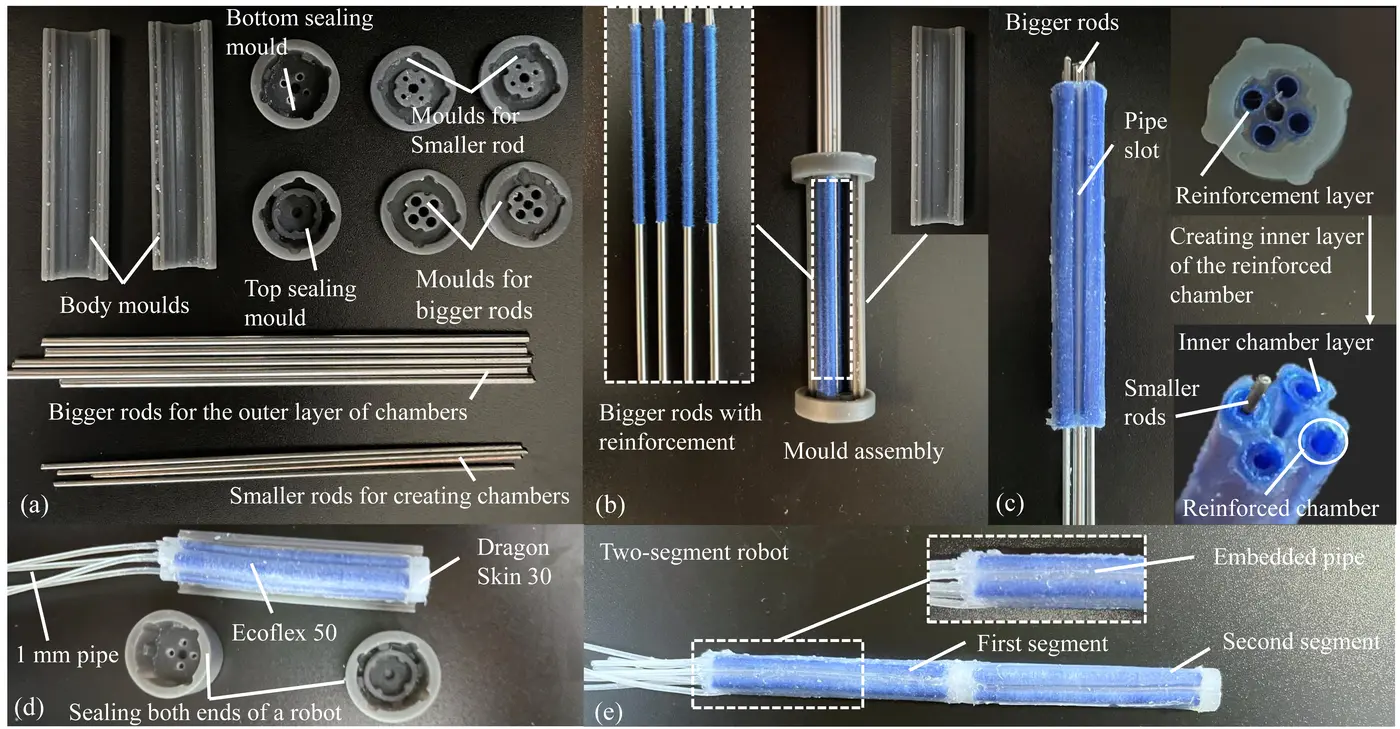 Bottom sealing
mould
Moulds for
Smaller rod
Body moulds
Top sealing
mould
Moulds for
bigger rods
Bigger rods for the outer layer of chambers
Smaller rods for creating chambers
(a)
Bigger rods with
reinforcement
Mould assembly
(b)
Bigger rods
Pipe
slot
Reinforcement layer
Creating inner layer
of the reinforced
chamber
Inner chamber layer
Smaller
rods
Reinforced chamber
(c)
Dragon
Skin 30
Ecoflex 50
1 mm pipe
Sealing both ends of a robot
(d)
Two-segment robot
Embedded pipe
First segment
Second segment
(e)